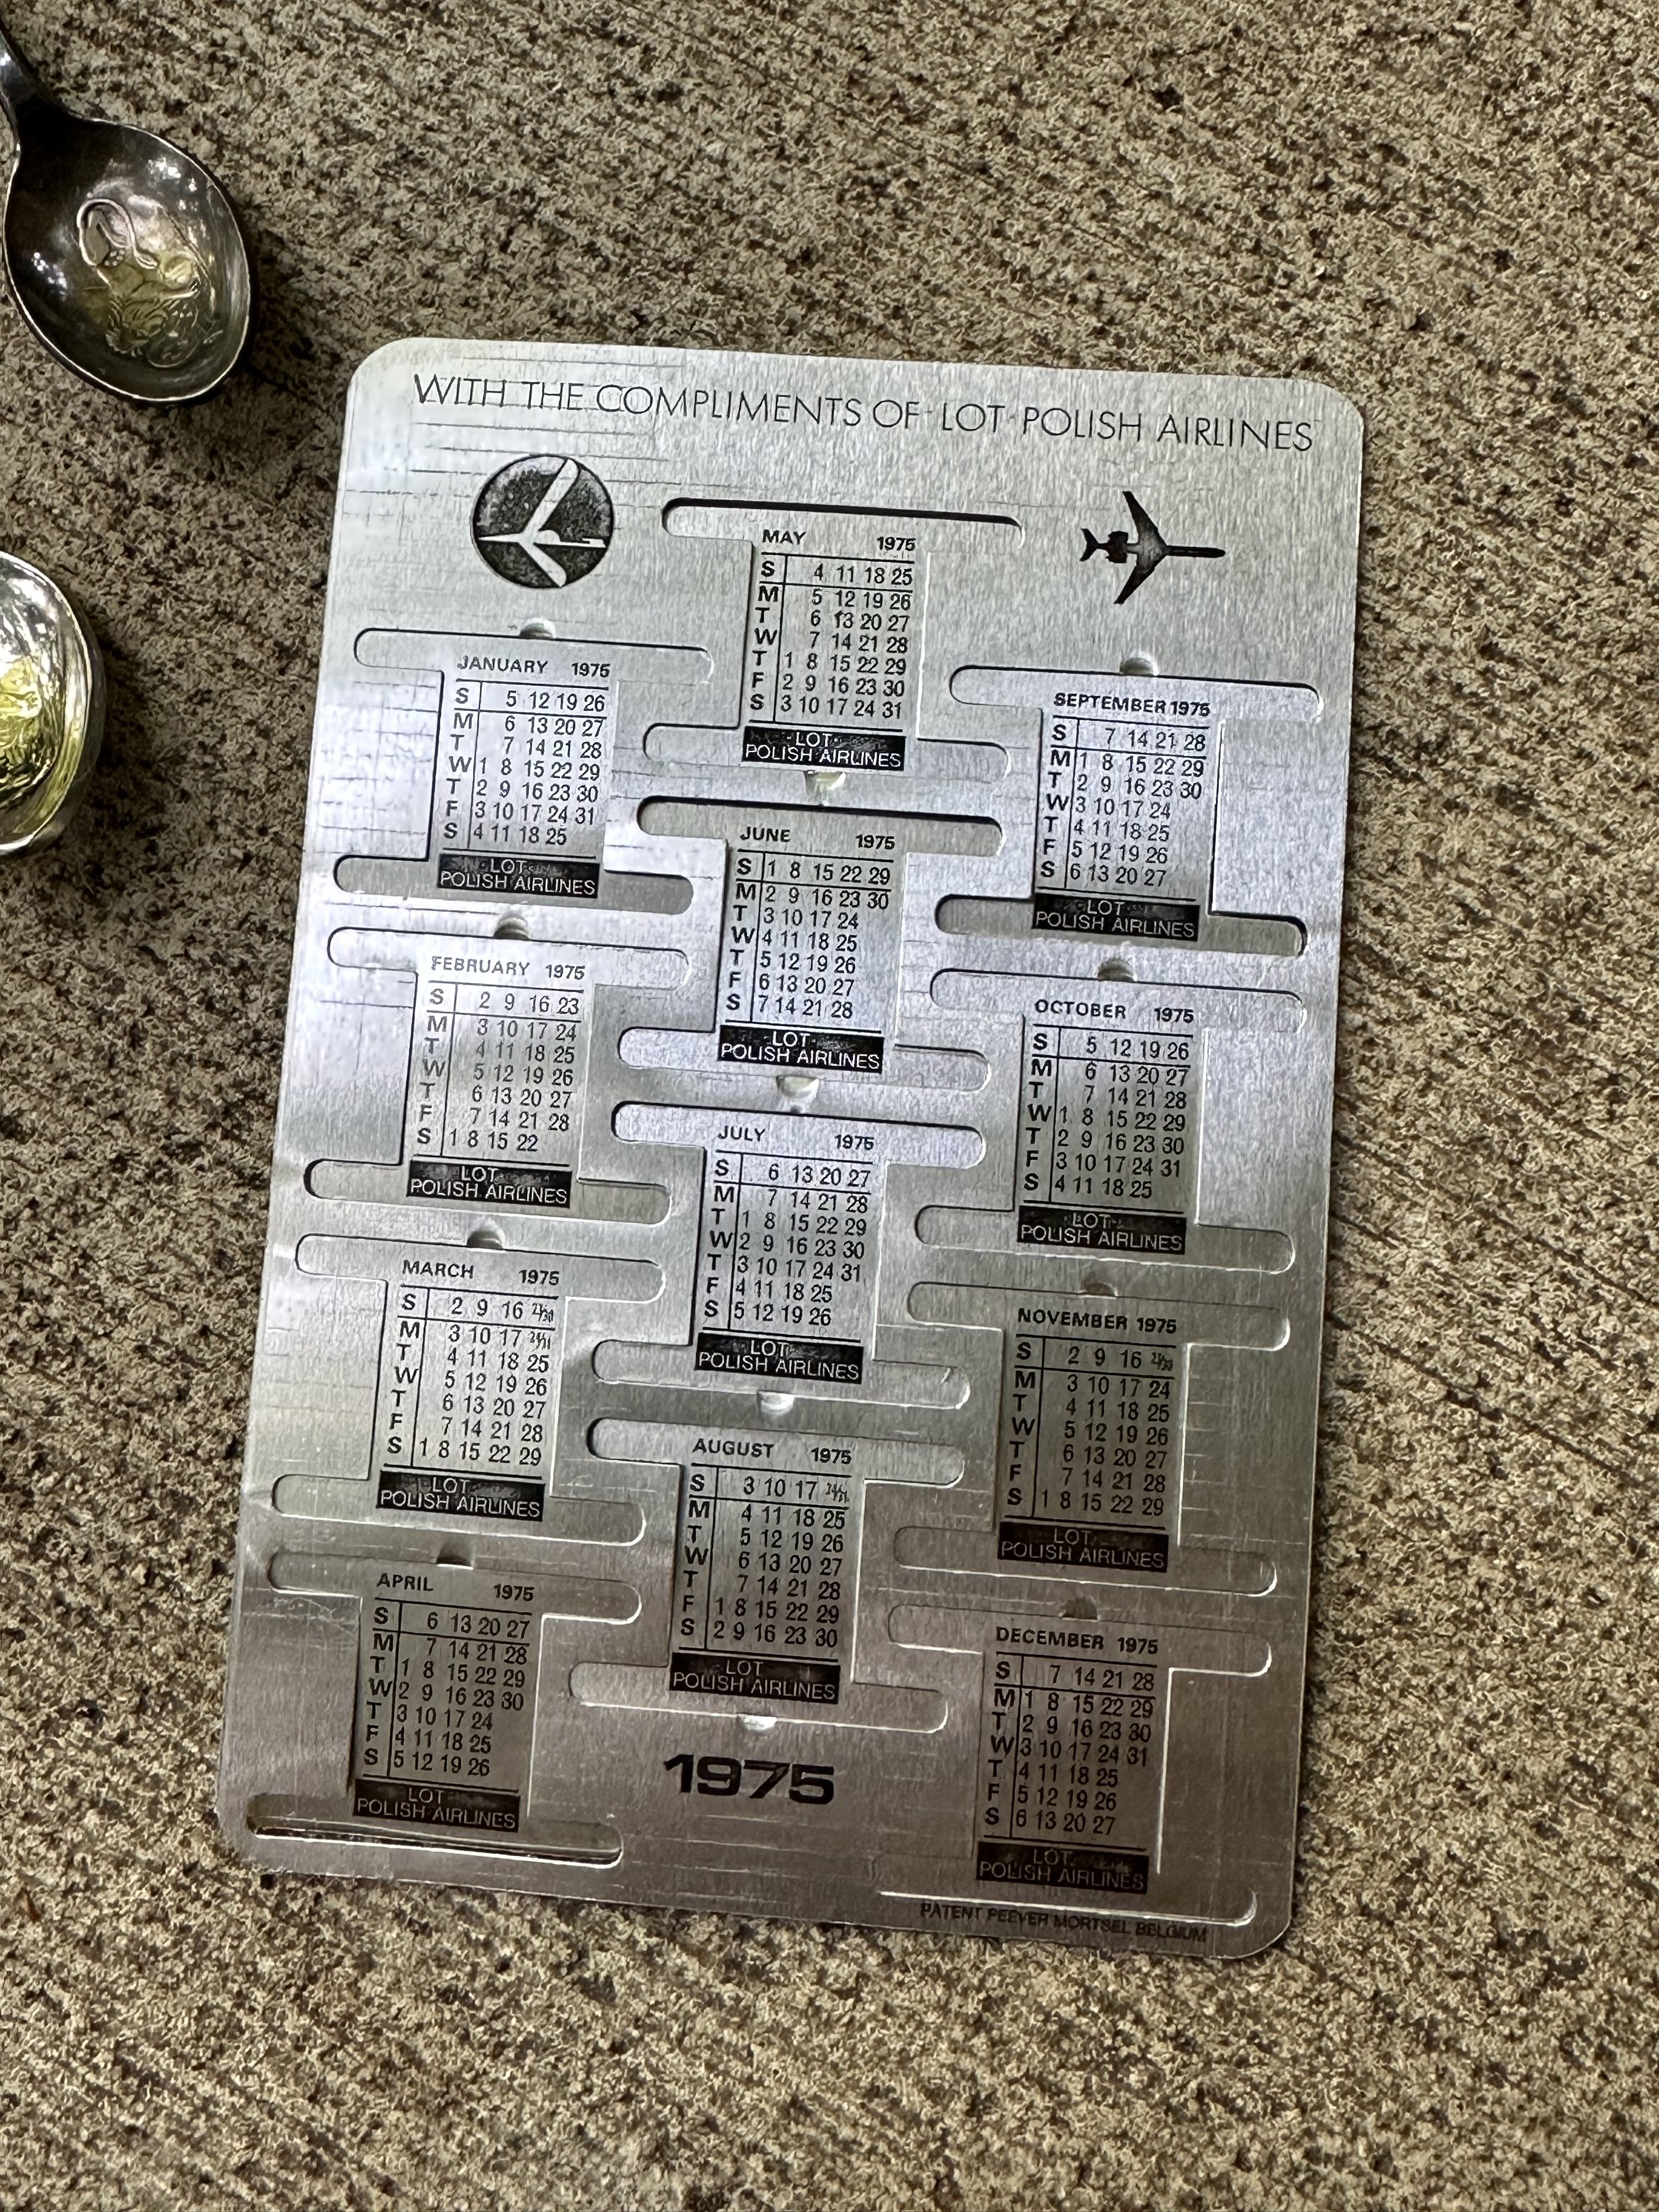 WITH THE COMPLIMENTS OF LOT POLISH AIRLINES
JANUARY 1975
S 5 12 19 26
M 6 13 20 27
T 7 14 21 28
W 1 8 15 22 29
T 2 9 16 23 30
F 3 10 17 24 31
S 4 11 18 25
LOT
POLISH AIRLINES
FEBRUARY 1975
S 2 9 16 23
M 3 10 17 24
T 4 11 18 25
W 5 12 19 26
T 6 13 20 27
F 7 14 21 28
S 1 8 15 22
LOT
POLISH AIRLINES
MARCH 1975
S 2 9 16 23/30
M 3 10 17 24/31
T 4 11 18 25
W 5 12 19 26
T 6 13 20 27
F 7 14 21 28
S 1 8 15 22 29
LOT
POLISH AIRLINES
APRIL 1975
S 6 13 20 27
M 7 14 21 28
T 1 8 15 22 29
W 2 9 16 23 30
T 3 10 17 24
F 4 11 18 25
S 5 12 19 26
LOT
POLISH AIRLINES
MAY 1975
S 4 11 18 25
M 5 12 19 26
T 6 13 20 27
W 7 14 21 28
T 1 8 15 22 29
F 2 9 16 23 30
S 3 10 17 24 31
LOT
POLISH AIRLINES
JUNE 1975
S 1 8 15 22 29
M 2 9 16 23 30
T 3 10 17 24
W 4 11 18 25
T 5 12 19 26
F 6 13 20 27
S 7 14 21 28
LOT
POLISH AIRLINES
JULY 1975
S 6 13 20 27
M 7 14 21 28
T 1 8 15 22 29
W 2 9 16 23 30
T 3 10 17 24 31
F 4 11 18 25
S 5 12 19 26
LOT
POLISH AIRLINES
AUGUST 1975
S 3 10 17 24/31
M 4 11 18 25
T 5 12 19 26
W 6 13 20 27
T 7 14 21 28
F 1 8 15 22 29
S 2 9 16 23 30
LOT
POLISH AIRLINES
1975
SEPTEMBER 1975
S 7 14 21 28
M 1 8 15 22 29
T 2 9 16 23 30
W 3 10 17 24
T 4 11 18 25
F 5 12 19 26
S 6 13 20 27
LOT
POLISH AIRLINES
OCTOBER 1975
S 5 12 19 26
M 6 13 20 27
T 7 14 21 28
W 1 8 15 22 29
T 2 9 16 23 30
F 3 10 17 24 31
S 4 11 18 25
LOT
POLISH AIRLINES
NOVEMBER 1975
S 2 9 16 23/30
M 3 10 17 24
T 4 11 18 25
W 5 12 19 26
T 6 13 20 27
F 7 14 21 28
S 1 8 15 22 29
LOT
POLISH AIRLINES
DECEMBER 1975
S 7 14 21 28
M 1 8 15 22 29
T 2 9 16 23 30
W 3 10 17 24 31
T 4 11 18 25
F 5 12 19 26
S 6 13 20 27
LOT
POLISH AIRLINES
PATENT PEEVER MORTSEL BELGIUM